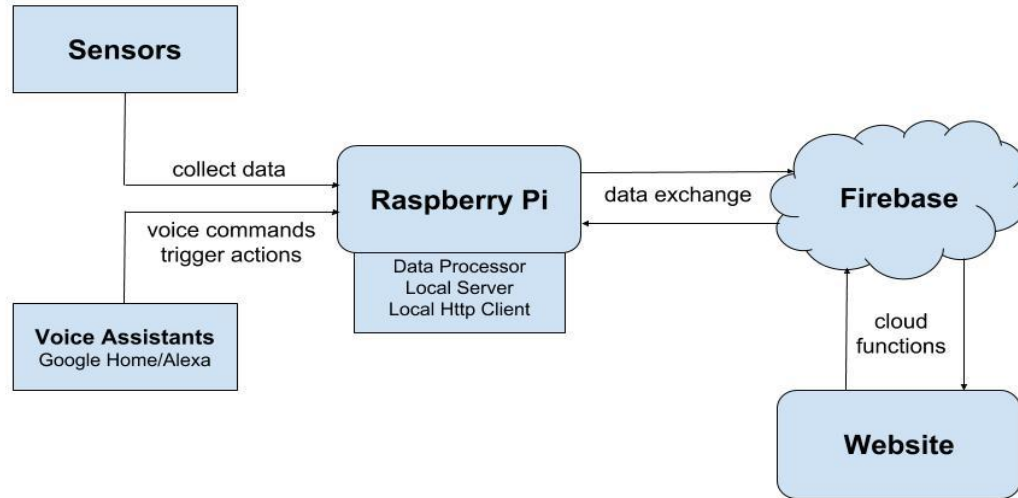 Sensors
collect data
Raspberry Pi
data exchange
Firebase
voice commands
trigger actions
Data Processor
Local Server
Local Http Client
Voice Assistants
Google Home/Alexa
cloud
functions
Website